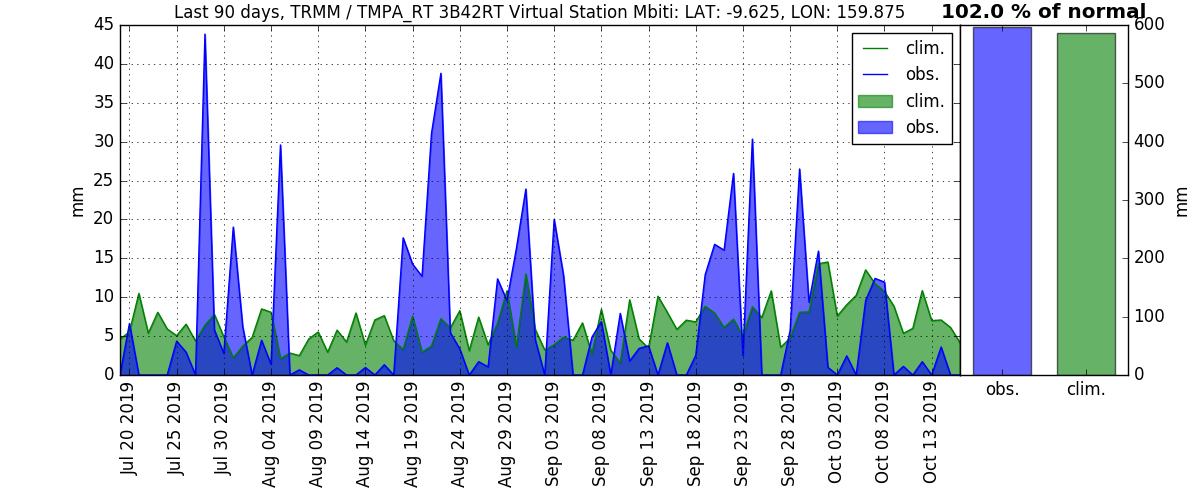 Last 90 days, TRMM / TMPA_RT 3B42RT Virtual Station Mbiti: LAT: -9.625, LON: 159.875
102.0 % of normal
45
40
35
30
25
20
15
10
5
0
mm
clim.
obs.
clim.
obs.
Jul 20 2019
Jul 25 2019
Jul 30 2019
Aug 04 2019
Aug 09 2019
Aug 14 2019
Aug 19 2019
Aug 24 2019
Aug 29 2019
Sep 03 2019
Sep 08 2019
Sep 13 2019
Sep 18 2019
Sep 23 2019
Sep 28 2019
Oct 03 2019
Oct 08 2019
Oct 13 2019
600
500
400
300
200
100
0
mm
obs.
clim.